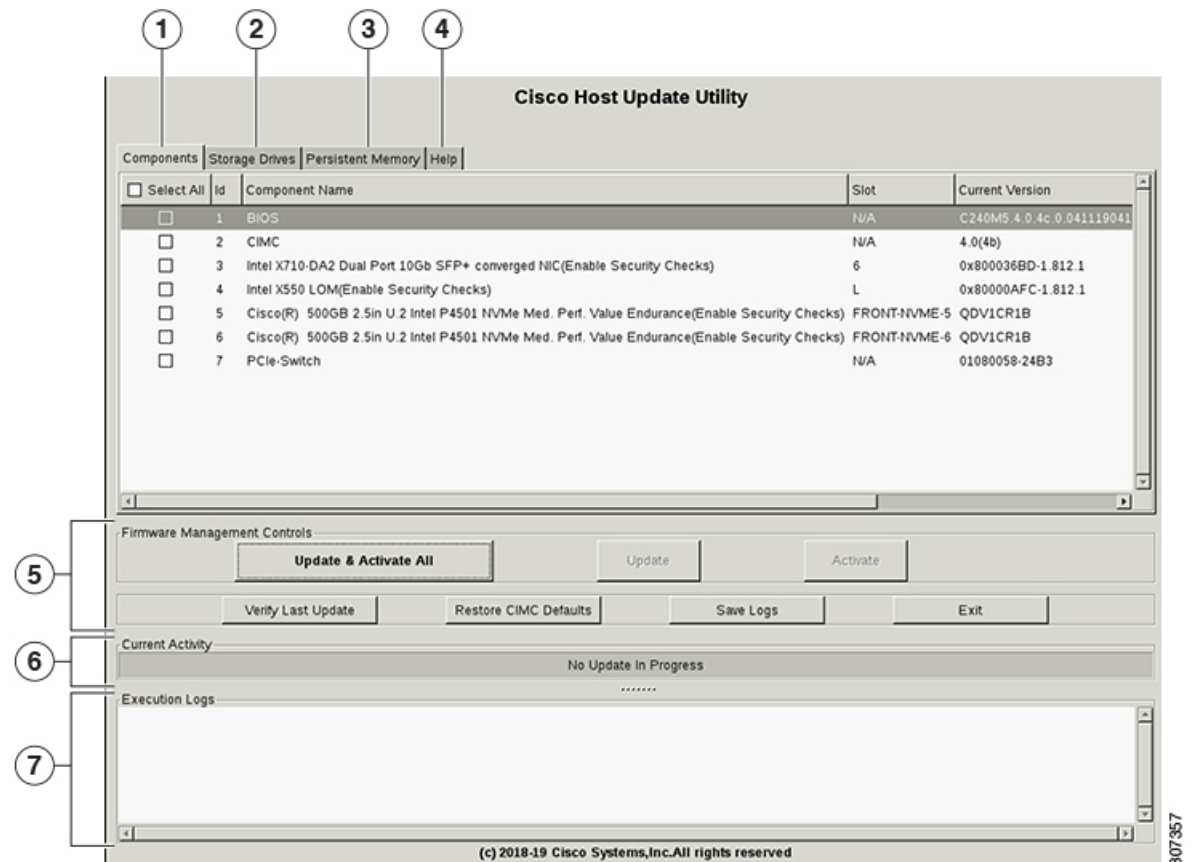 1 2 3 4
Cisco Host Update Utility
Components Storage Drives Persistent Memory Help
Select All Id Component Name Slot Current Version
1 BIOS N/A C240M5.4.0.4c.0.041119041
2 CIMC N/A 4.0(4b)
3 Intel X710-DA2 Dual Port 10Gb SFP+ converged NIC(Enable Security Checks) 6 0x800036BD-1.812.1
4 Intel X550 LOM(Enable Security Checks) L 0x80000AFC-1.812.1
5 Cisco(R) 500GB 2.5in U.2 Intel P4501 NVMe Med. Perf. Value Endurance(Enable Security Checks) FRONT-NVME-5 QDV1CR1B
6 Cisco(R) 500GB 2.5in U.2 Intel P4501 NVMe Med. Perf. Value Endurance(Enable Security Checks) FRONT-NVME-6 QDV1CR1B
7 PCIe-Switch N/A 01080058-24B3
Firmware Management Controls
5
Update & Activate All Update Activate
Verify Last Update Restore CIMC Defaults Save Logs Exit
Current Activity
6
No Update In Progress
Execution Logs
7
(c) 2018-19 Cisco Systems,Inc.All rights reserved
307357